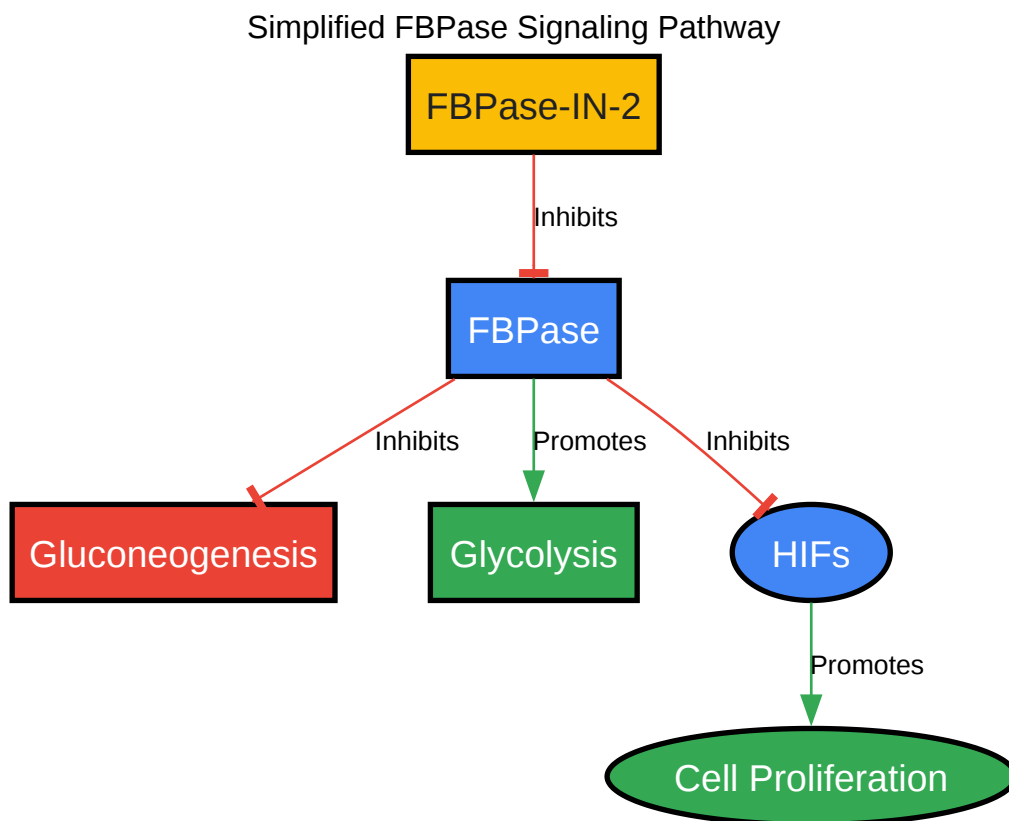 Simplified FBPase Signaling Pathway
FBPase-IN-2
Inhibits
FBPase
Inhibits
Promotes
Inhibits
Gluconeogenesis
Glycolysis
HIFs
Promotes
Cell Proliferation